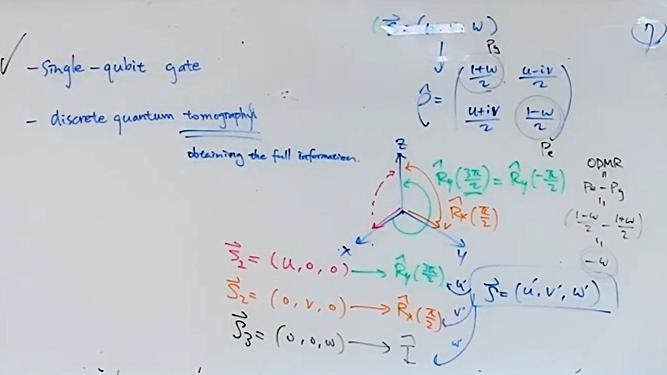 (7)
√ - Single-qubit gate
- discrete quantum tomography
obtaining the full information.
w)
Pg
ρ̂ = ( (1+w)/2 (u-iv)/2
(u+iv)/2 (1-w)/2 )
Pe
ODMR
"
Pe - Pg
"
(1-w)/2 - (1+w)/2
"
-w
Z
R̂y(3π/2) = R̂y(-π/2)
R̂x(π/2)
X
v
y
S⃗2 = (u, 0, 0) → R̂y(3π/2) u'
S⃗2 = (0, v, 0) → R̂x(π/2) v'
S⃗3 = (0, 0, w) → Î w'
S⃗ = (u', v', w')